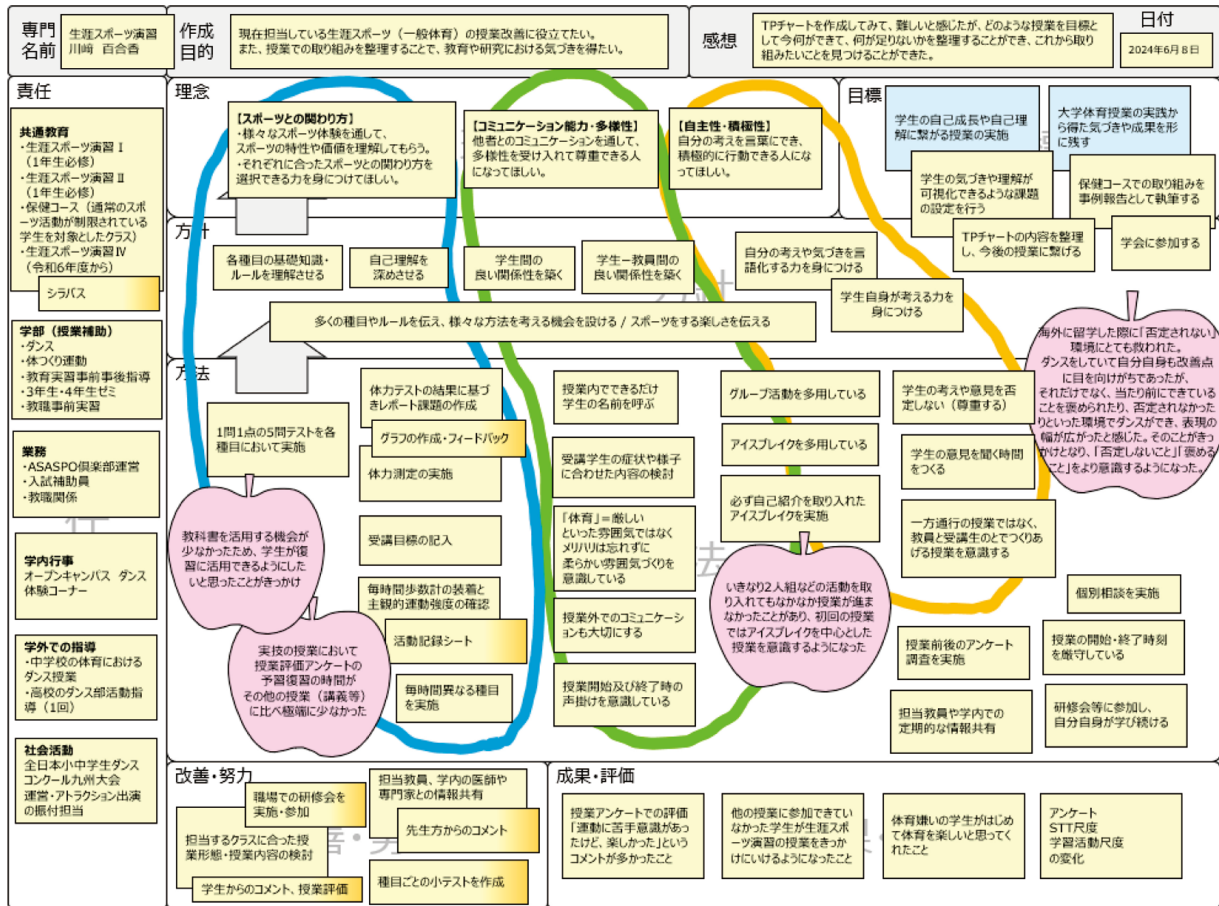 専門
名前
生涯スポーツ演習
川﨑 百合香
作成
目的
現在担当している生涯スポーツ（一般体育）の授業改善に役立てたい。
また、授業での取り組みを整理することで、教育や研究における気づきを得たい。
感想
TPチャートを作成してみて、難しいと感じたが、どのような授業を目標と
して今何ができて、何が足りないかを整理することができ、これから取り
組みたいことを見つけることができた。
日付
2024年6月8日
責任
共通教育
・生涯スポーツ演習Ⅰ
（1年生必修）
・生涯スポーツ演習Ⅱ
（1年生必修）
・保健コース（通常のスポ
ーツ活動が制限されている
学生を対象としたクラス）
・生涯スポーツ演習Ⅳ
（令和6年度から）
シラバス
学部（授業補助）
・ダンス
・体つくり運動
・教育実習事前事後指導
・3年生・4年生ゼミ
・教職事前実習
業務
・ASASPO倶楽部運営
・入試補助員
・教職関係
学内行事
オープンキャンパス ダンス
体験コーナー
学外での指導
・中学校の体育における
ダンス授業
・高校のダンス部活動指
導（1回）
社会活動
全日本小中学生ダンス
コンクール九州大会
運営・アトラクション出演
の振付担当
理念
【スポーツとの関わり方】
・様々なスポーツ体験を通して、
スポーツの特性や価値を理解してもらう。
・それぞれに合ったスポーツとの関わり方を
選択できる力を身につけてほしい。
【コミュニケーション能力・多様性】
他者とのコミュニケーションを通して、
多様性を受け入れて尊重できる人
になってほしい。
【自主性・積極性】
自分の考えを言葉にでき、
積極的に行動できる人にな
ってほしい。
目標
学生の自己成長や自己理
解に繋がる授業の実施
大学体育授業の実践か
ら得た気づきや成果を形
に残す
学生の気づきや理解が
可視化できるような課題
の設定を行う
保健コースでの取り組みを
事例報告として執筆する
TPチャートの内容を整理
し、今後の授業に繋げる
学会に参加する
方針
各種目の基礎知識・
ルールを理解させる
自己理解を
深めさせる
学生間の
良い関係性を築く
学生ー教員間の
良い関係性を築く
自分の考えや気づきを言
語化する力を身につける
学生自身が考える力を
身につける
多くの種目やルールを伝え、様々な方法を考える機会を設ける / スポーツをする楽しさを伝える
海外に留学した際に「否定されない」
環境にとても救われた。
ダンスをしていて自分自身も改善点
に目を向けがちであったが、
それだけでなく、当たり前にできてい
ることを褒められたり、否定されなかっ
たりといった環境でダンスができ、表現の
幅が広がったと感じた。そのことがきっ
かけとなり、「否定しないこと」「褒める
こと」をより意識するようになった。
方法
1問1点の5問テストを各
種目において実施
体力テストの結果に基づ
きレポート課題の作成
グラフの作成・フィードバック
体力測定の実施
受講目標の記入
毎時間歩数計の装着と
主観的運動強度の確認
活動記録シート
毎時間異なる種目
を実施
教科書を活用する機会が
少なかったため、学生が復
習に活用できるようにした
いと思ったことがきっかけ
実技の授業において
授業評価アンケートの
予習復習の時間が
その他の授業（講義等）
に比べ極端に少なかった
授業内でできるだけ
学生の名前を呼ぶ
受講学生の症状や様子
に合わせた内容の検討
「体育」＝厳しい
といった雰囲気ではなく
メリハリは忘れずに
柔らかい雰囲気づくりを
意識している
授業外でのコミュニケーシ
ョンも大切にする
授業開始及び終了時の
声掛けを意識している
グループ活動を多用している
アイスブレイクを多用している
必ず自己紹介を取り入れた
アイスブレイクを実施
いきなり2人組などの活動を取
り入れてもなかなか授業が進ま
なかったことがあり、初回の授業
ではアイスブレイクを中心とした
授業を意識するようになった
学生の考えや意見を否
定しない（尊重する）
学生の意見を聞く時間
をつくる
一方通行の授業ではなく、
教員と受講生のとでつくりあ
げる授業を意識する
個別相談を実施
授業前後のアンケート
調査を実施
授業の開始・終了時刻
を厳守している
担当教員や学内での
定期的な情報共有
研修会等に参加し、
自分自身が学び続ける
改善・努力
職場での研修会を
実施・参加
担当するクラスに合った授
業形態・授業内容の検討
学生からのコメント、授業評価
担当教員、学内の医師や
専門家との情報共有
先生方からのコメント
種目ごとの小テストを作成
成果・評価
授業アンケートでの評価
「運動に苦手意識があっ
たけど、楽しかった」という
コメントが多かったこと
他の授業に参加できてい
なかった学生が生涯スポ
ーツ演習の授業をきっ
かけにいけるようになったこと
体育嫌いの学生がはじめ
て体育を楽しいと思ってく
れたこと
アンケート
STT尺度
学習活動尺度
の変化